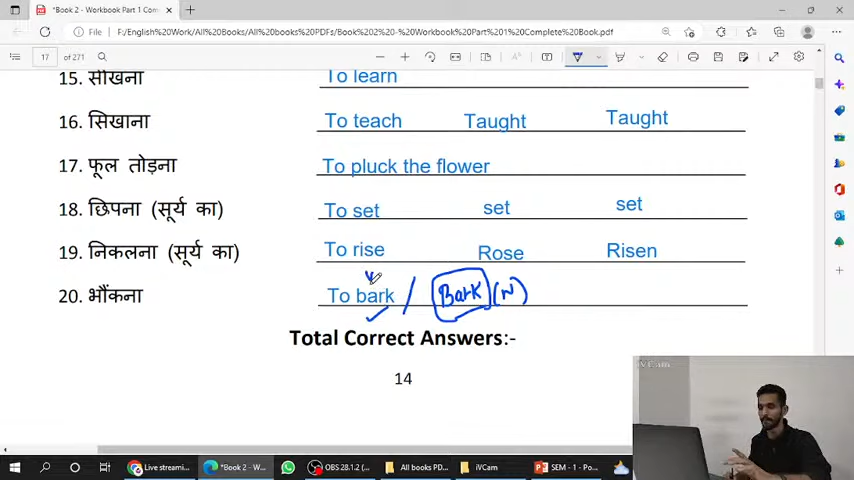 *Book 2 - Workbook Part 1 Com
F:/English%20Work/All%20Books/All%20books%20PDFs/Book%202%20-%20Workbook%20Part%201%20Complete%20Book.pdf
17 of 271
15. सीखना To learn
16. सिखाना To teach Taught Taught
17. फूल तोड़ना To pluck the flower
18. छिपना (सूर्य का) To set set set
19. निकलना (सूर्य का) To rise Rose Risen
20. भौंकना To bark / Bark (N)
Total Correct Answers:-
14
iVCam
Live streami... *Book 2 - W... OBS 28.1.2 (... All books PD... iVCam SEM - 1 - Po...